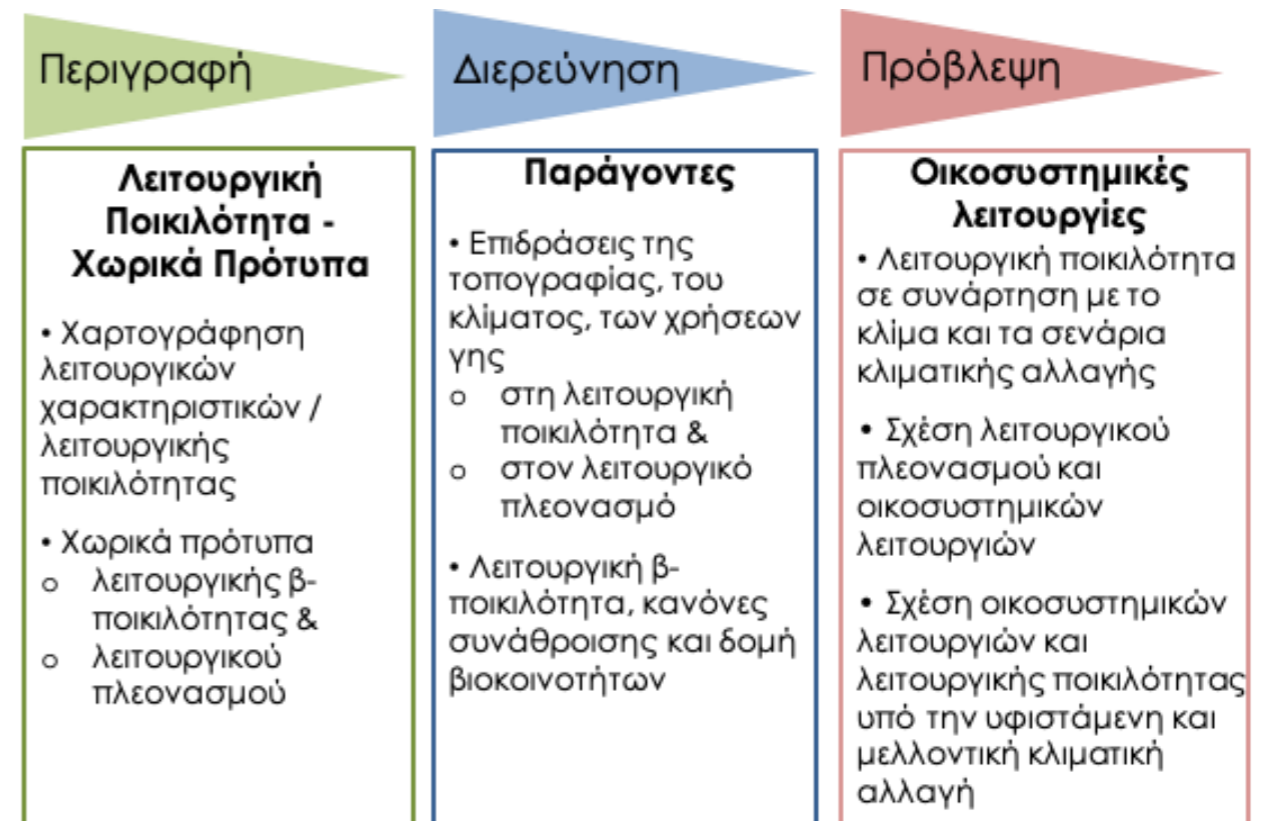 Περιγραφή
Λειτουργική
Ποικιλότητα -
Χωρικά Πρότυπα
• Χαρτογράφηση
λειτουργικών
χαρακτηριστικών /
λειτουργικής
ποικιλότητας
• Χωρικά πρότυπα
o λειτουργικής β-
ποικιλότητας &
o λειτουργικού
πλεονασμού
Διερεύνηση
Παράγοντες
• Επιδράσεις της
τοπογραφίας, του
κλίματος, των χρήσεων
γης
o στη λειτουργική
ποικιλότητα &
o στον λειτουργικό
πλεονασμό
• Λειτουργική β-
ποικιλότητα, κανόνες
συνάθροισης και δομή
βιοκοινοτήτων
Πρόβλεψη
Οικοσυστημικές
λειτουργίες
• Λειτουργική ποικιλότητα
σε συνάρτηση με το
κλίμα και τα σενάρια
κλιματικής αλλαγής
• Σχέση λειτουργικού
πλεονασμού και
οικοσυστημικών
λειτουργιών
• Σχέση οικοσυστημικών
λειτουργιών και
λειτουργικής ποικιλότητας
υπό την υφιστάμενη και
μελλοντική κλιματική
αλλαγή